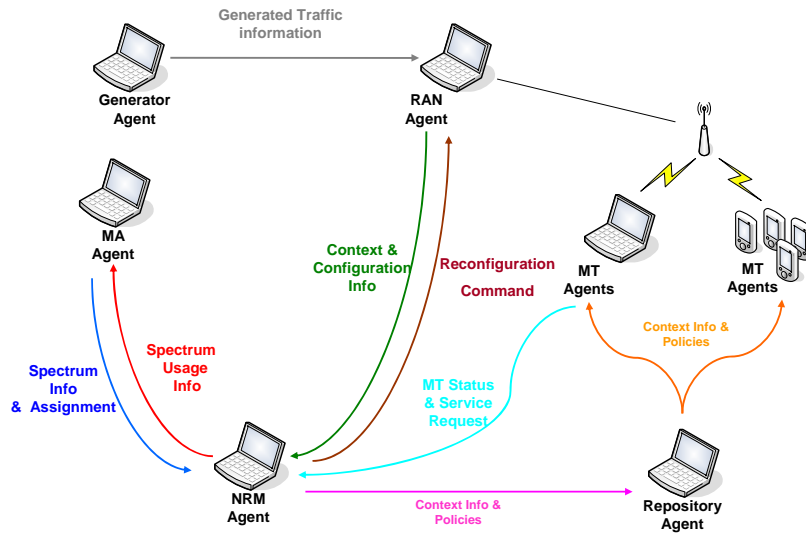 Generated Traffic
information
Generator
Agent
RAN
Agent
MA
Agent
Context &
Configuration
Info
Reconfiguration
Command
MT
Agents
MT
Agents
Spectrum
Usage
Info
Spectrum
Info
& Assignment
MT Status
& Service
Request
Context Info &
Policies
NRM
Agent
Context Info &
Policies
Repository
Agent